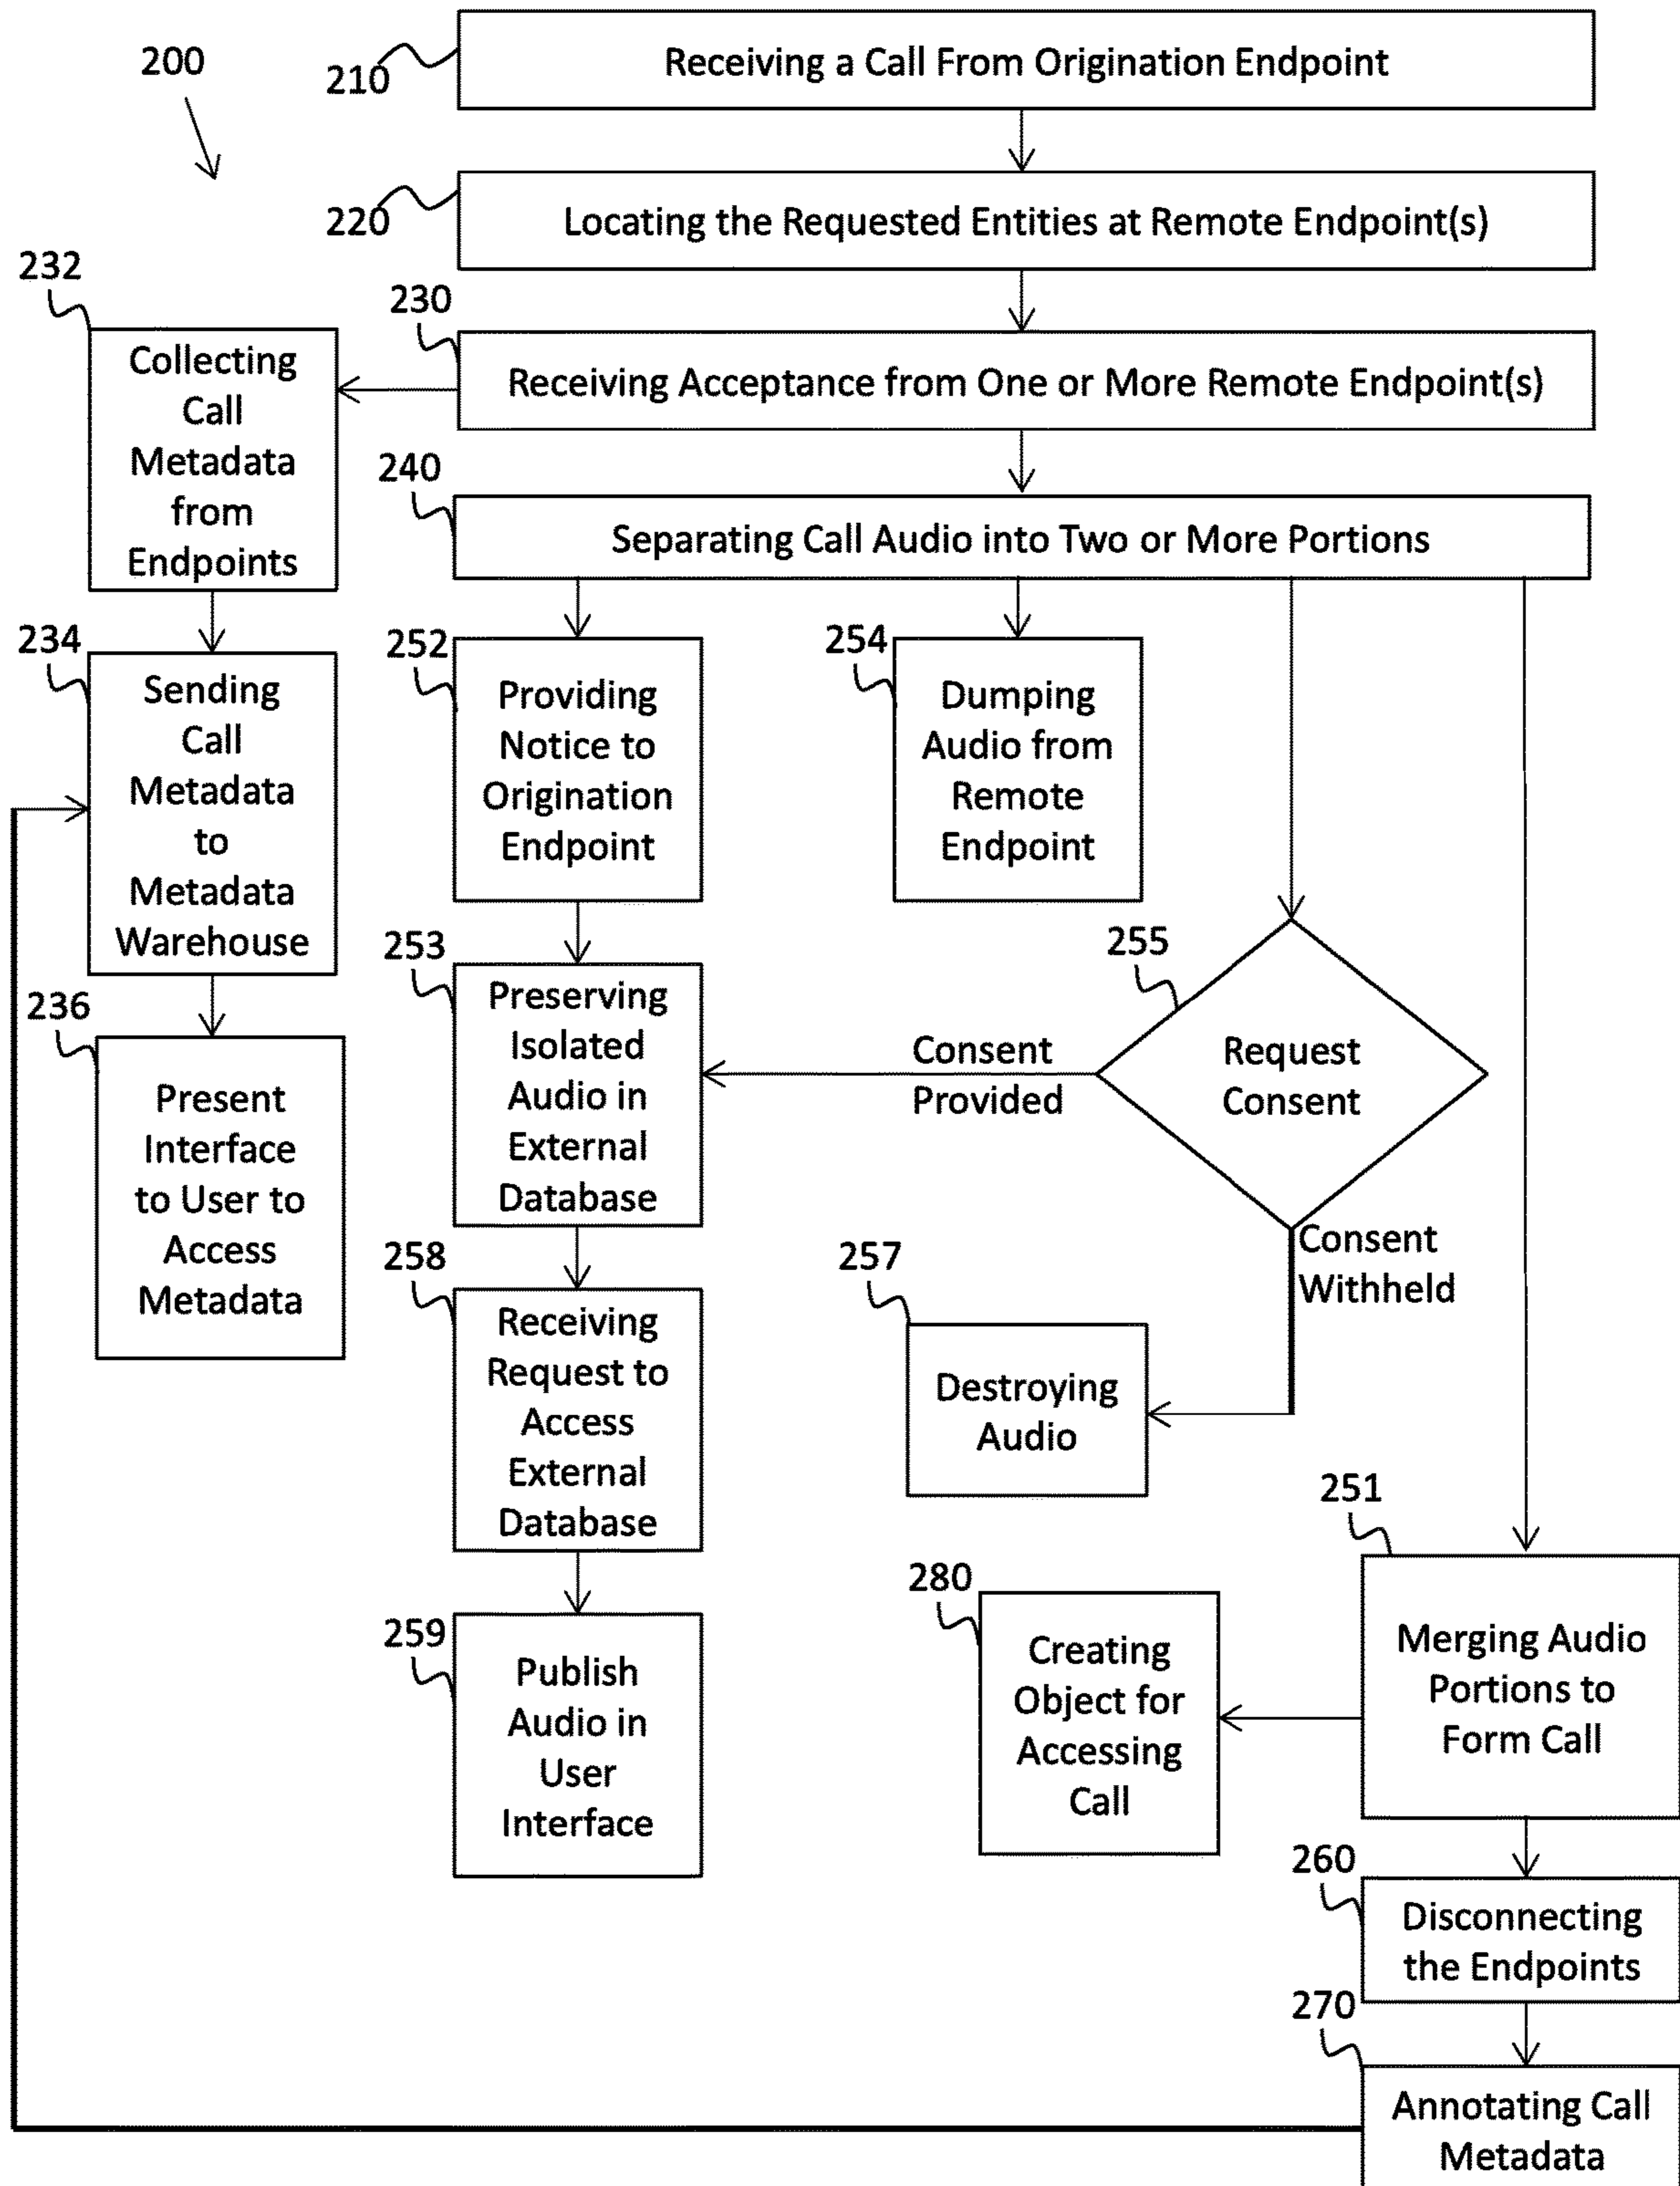 200
210
Receiving a Call From Origination Endpoint
220
Locating the Requested Entities at Remote Endpoint(s)
230
Receiving Acceptance from One or More Remote Endpoint(s)
232
Collecting
Call
Metadata
from
Endpoints
240
Separating Call Audio into Two or More Portions
234
Sending
Call
Metadata
to
Metadata
Warehouse
236
Present
Interface
to User to
Access
Metadata
252
Providing
Notice to
Origination
Endpoint
254
Dumping
Audio from
Remote
Endpoint
253
Preserving
Isolated
Audio in
External
Database
255
Request
Consent
Consent
Provided
Consent
Withheld
257
Destroying
Audio
258
Receiving
Request to
Access
External
Database
259
Publish
Audio in
User
Interface
251
Merging Audio
Portions to
Form Call
280
Creating
Object for
Accessing
Call
260
Disconnecting
the Endpoints
270
Annotating Call
Metadata